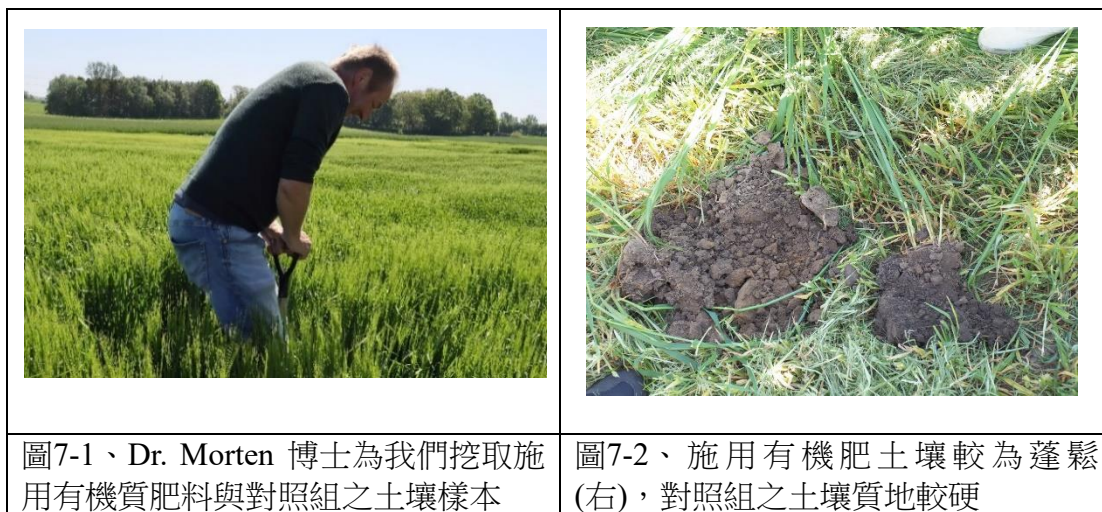 圖7-1、Dr. Morten 博士為我們挖取施
用有機質肥料與對照組之土壤樣本
圖7-2、施用有機肥土壤較為蓬鬆
(右)，對照組之土壤質地較硬